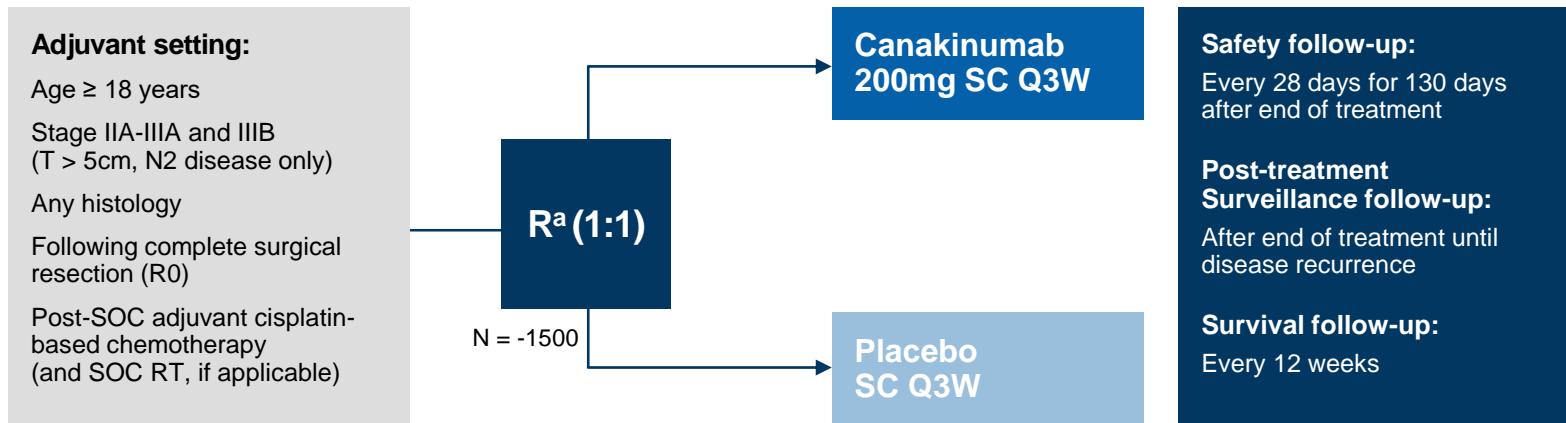 Adjuvant setting:
Age ≥ 18 years
Stage IIA-IIIA and IIIB
(T > 5cm, N2 disease only)
Any histology
Following complete surgical
resection (R0)
Post-SOC adjuvant cisplatin-
based chemotherapy
(and SOC RT, if applicable)
Rᵃ (1:1)
N = -1500
Canakinumab
200mg SC Q3W
Placebo
SC Q3W
Safety follow-up:
Every 28 days for 130 days
after end of treatment
Post-treatment
Surveillance follow-up:
After end of treatment until
disease recurrence
Survival follow-up:
Every 12 weeks